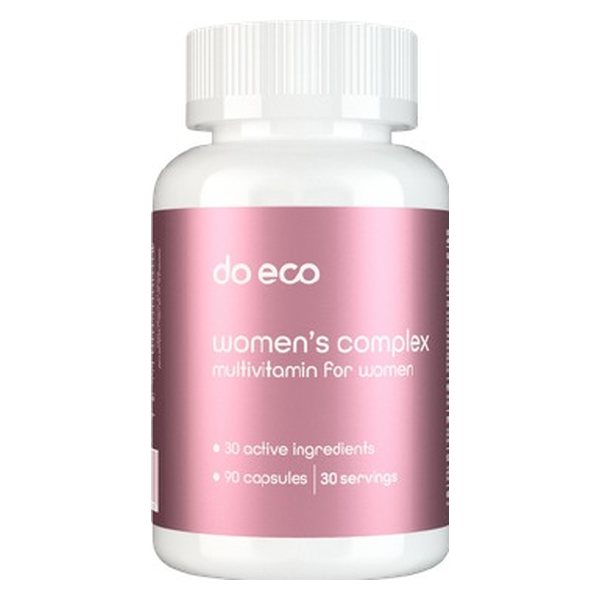 do eco
women's complex
multivitamin for women
• 30 active ingredients
• 90 capsules | 30 servings